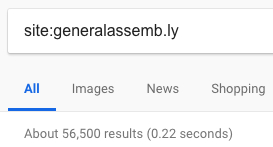 site:generalassemb.ly
All Images News Shopping
About 56,500 results (0.22 seconds)